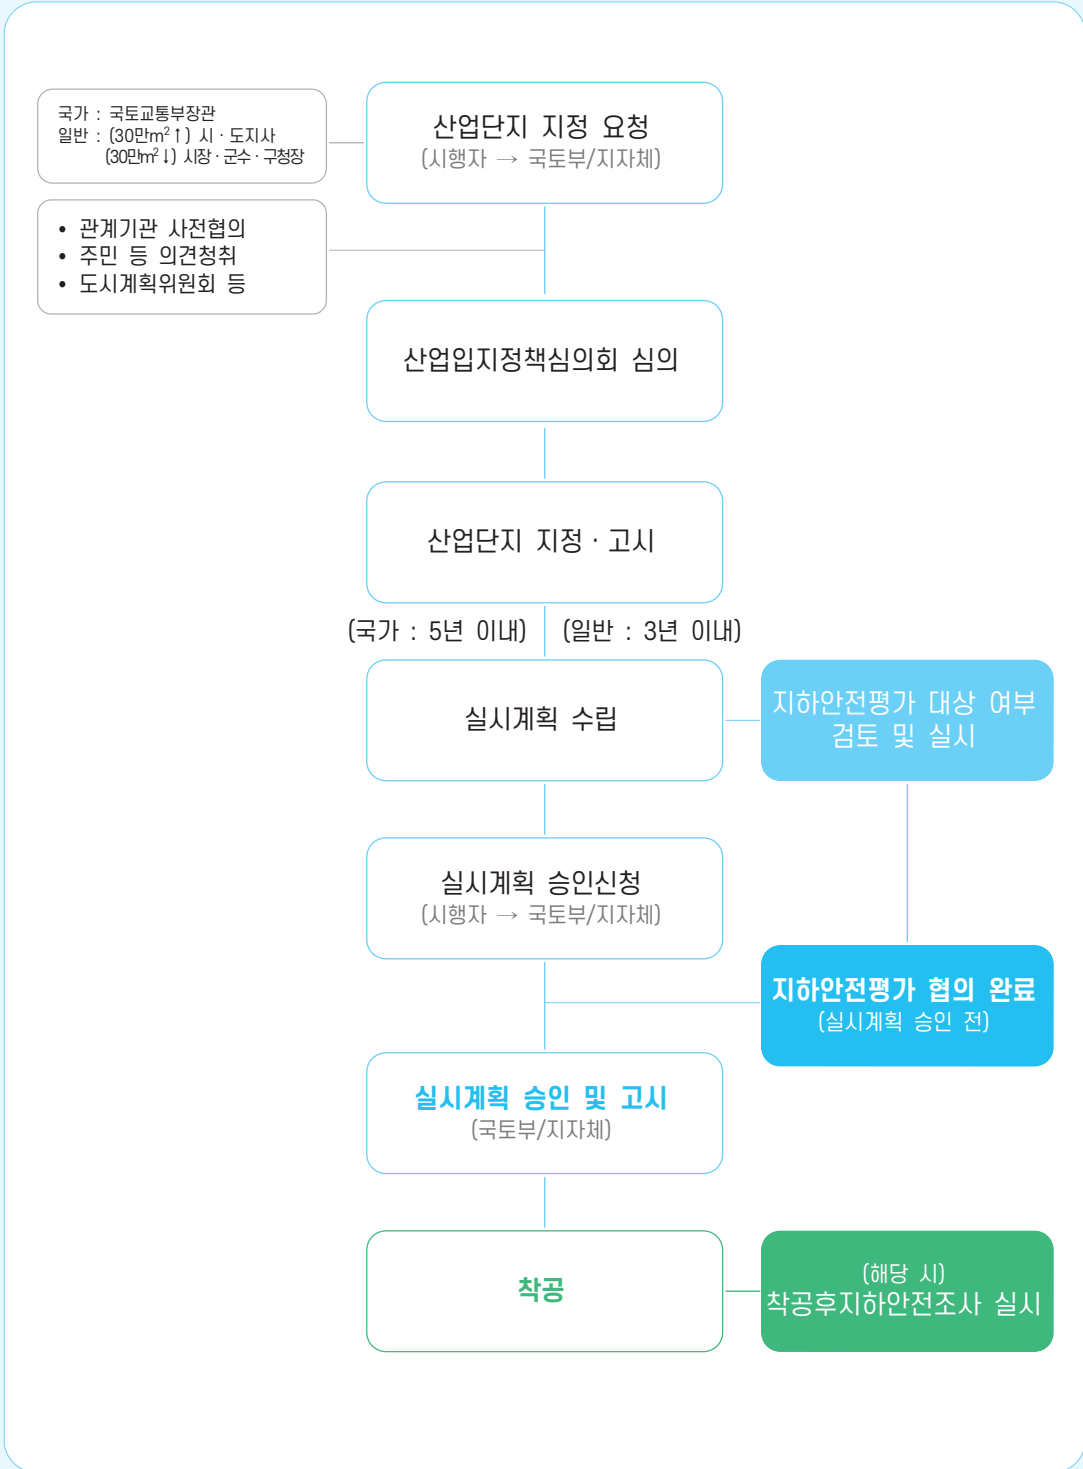 국가 : 국토교통부장관
일반 : (30만m²↑) 시·도지사
(30만m²↓) 시장·군수·구청장
산업단지 지정 요청
(시행자 → 국토부/지자체)
• 관계기관 사전협의
• 주민 등 의견청취
• 도시계획위원회 등
산업입지정책심의회 심의
산업단지 지정·고시
(국가 : 5년 이내) (일반 : 3년 이내)
실시계획 수립
지하안전평가 대상 여부
검토 및 실시
실시계획 승인신청
(시행자 → 국토부/지자체)
지하안전평가 협의 완료
(실시계획 승인 전)
실시계획 승인 및 고시
(국토부/지자체)
착공
(해당 시)
착공후지하안전조사 실시